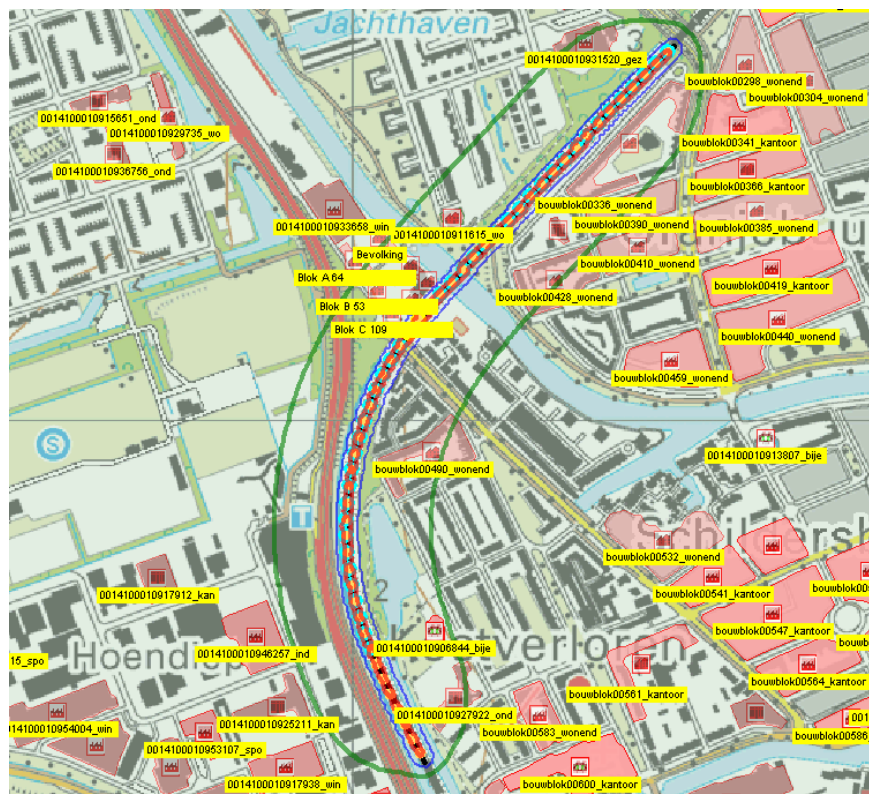 Jachthaven
3
0014100010931520_gez
bouwblok00298_wonend
bouwblok00304_wonend
0014100010915651_ond
0014100010929735_wo
bouwblok00341_kantoor
0014100010936756_ond
bouwblok00366_kantoor
bouwblok00336_wonend
0014100010933658_win
bouwblok00390_wonend
bouwblok00385_wonend
0014100010911615_wo
Bevolking
bouwblok00410_wonend
Blok A 64
bouwblok00419_kantoor
bouwblok00428_wonend
Blok B 53
Blok C 109
bouwblok00440_wonend
bouwblok00459_wonend
S
0014100010913807_bije
bouwblok00490_wonend
T
Schildersb
bouwblok00532_wonend
2
bouwblok00541_kantoor
0014100010917912_kan
bouwblok00547_kantoor
0014100010906844_bije
0014100010946257_ind
15_spo
bouwblok00564_kantoor
bouwblok00561_kantoor
0014100010927922_ond
0014100010925211_kan
0014100010954004_win
bouwblok00583_wonend
bouwblok00586
0014100010953107_spo
0014100010917938_win
bouwblok00600_kantoor